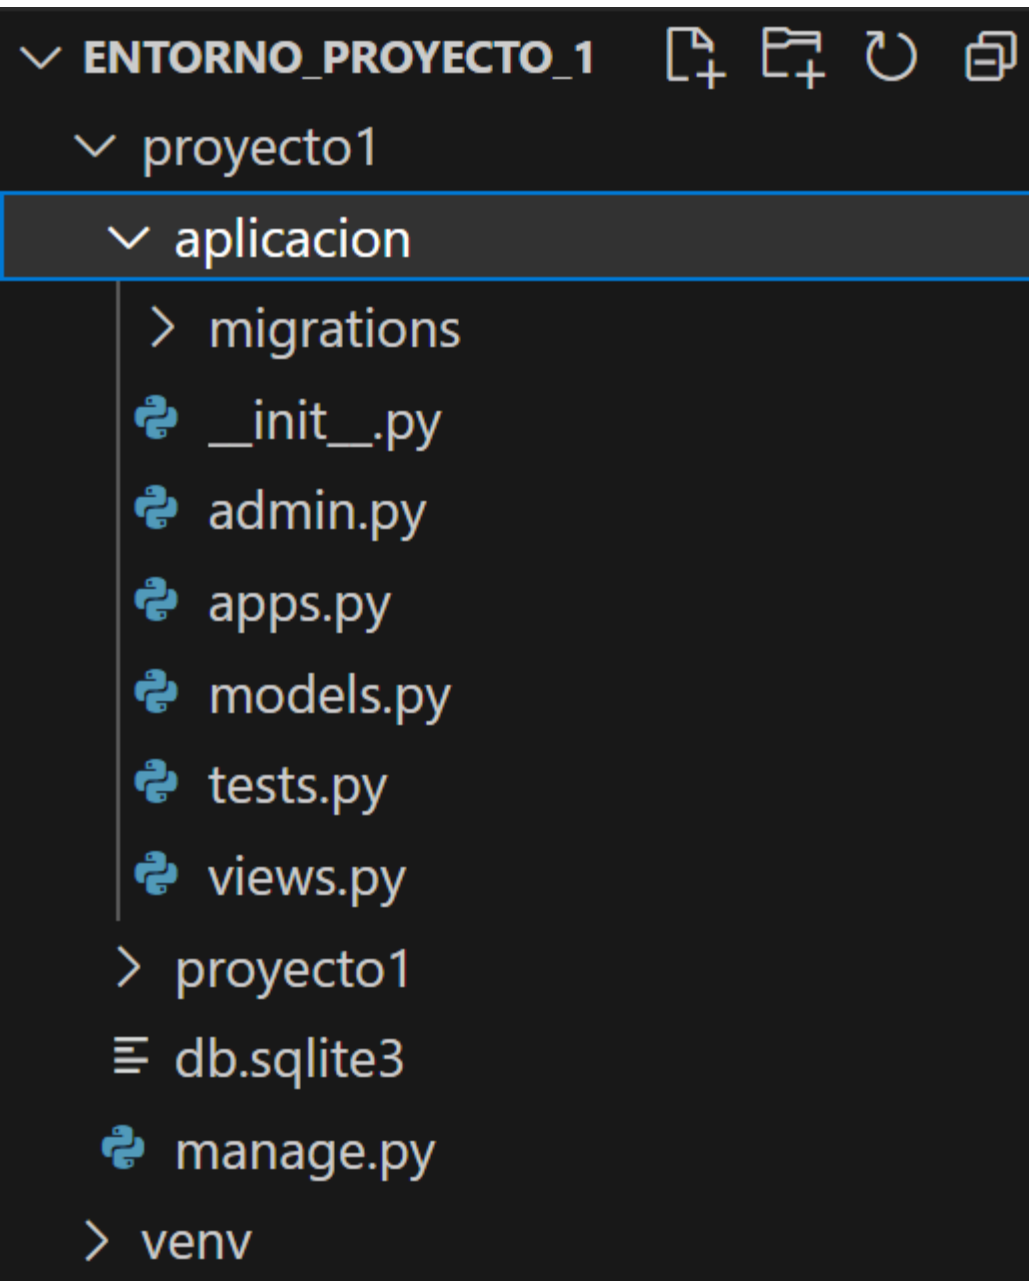 ENTORNO_PROYECTO_1
proyecto1
aplicacion
migrations
__init__.py
admin.py
apps.py
models.py
tests.py
views.py
proyecto1
db.sqlite3
manage.py
venv